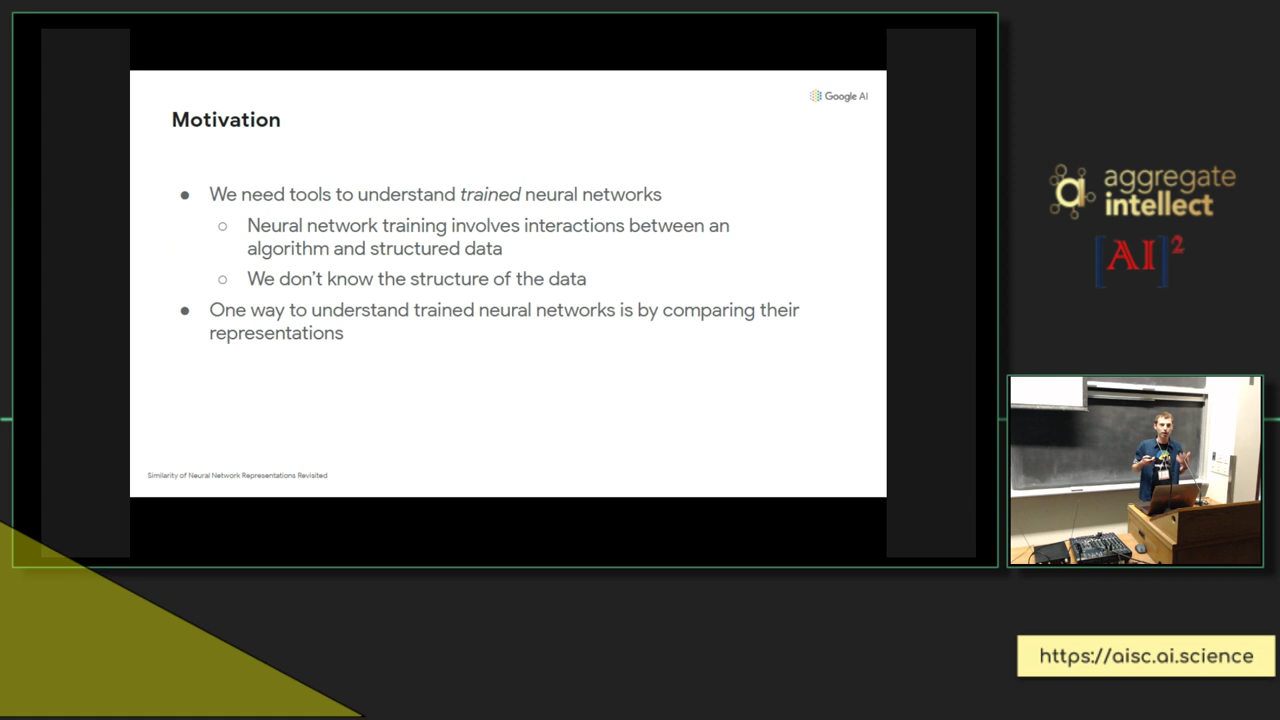 Google AI
Motivation
● We need tools to understand trained neural networks
○ Neural network training involves interactions between an
algorithm and structured data
○ We don't know the structure of the data
● One way to understand trained neural networks is by comparing their
representations
Similarity of Neural Network Representations Revisited
aggregate
intellect
[AI]²
https://aisc.ai.science